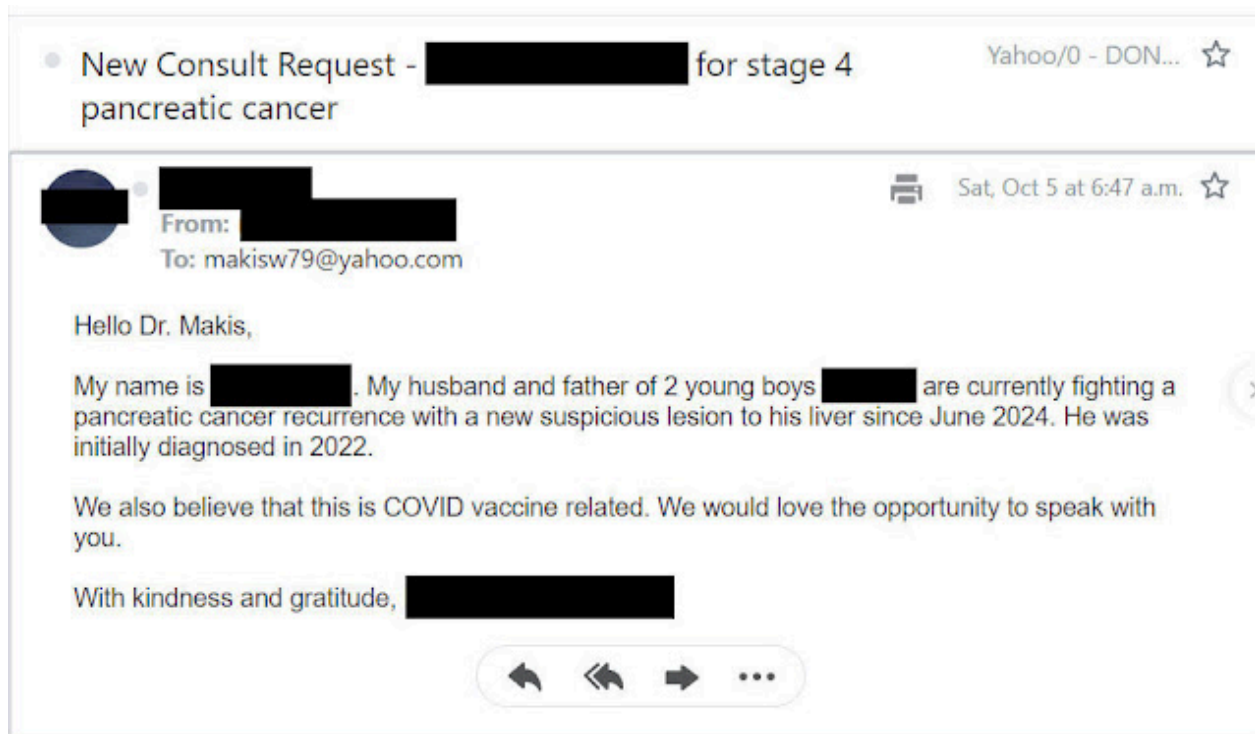 New Consult Request - for stage 4
Yahoo/0 - DON...
pancreatic cancer
Sat, Oct 5 at 6:47 a.m.
From:
To: makisw79@yahoo.com
Hello Dr. Makis,
My name is . My husband and father of 2 young boys are currently fighting a
pancreatic cancer recurrence with a new suspicious lesion to his liver since June 2024. He was
initially diagnosed in 2022.
We also believe that this is COVID vaccine related. We would love the opportunity to speak with
you.
With kindness and gratitude,